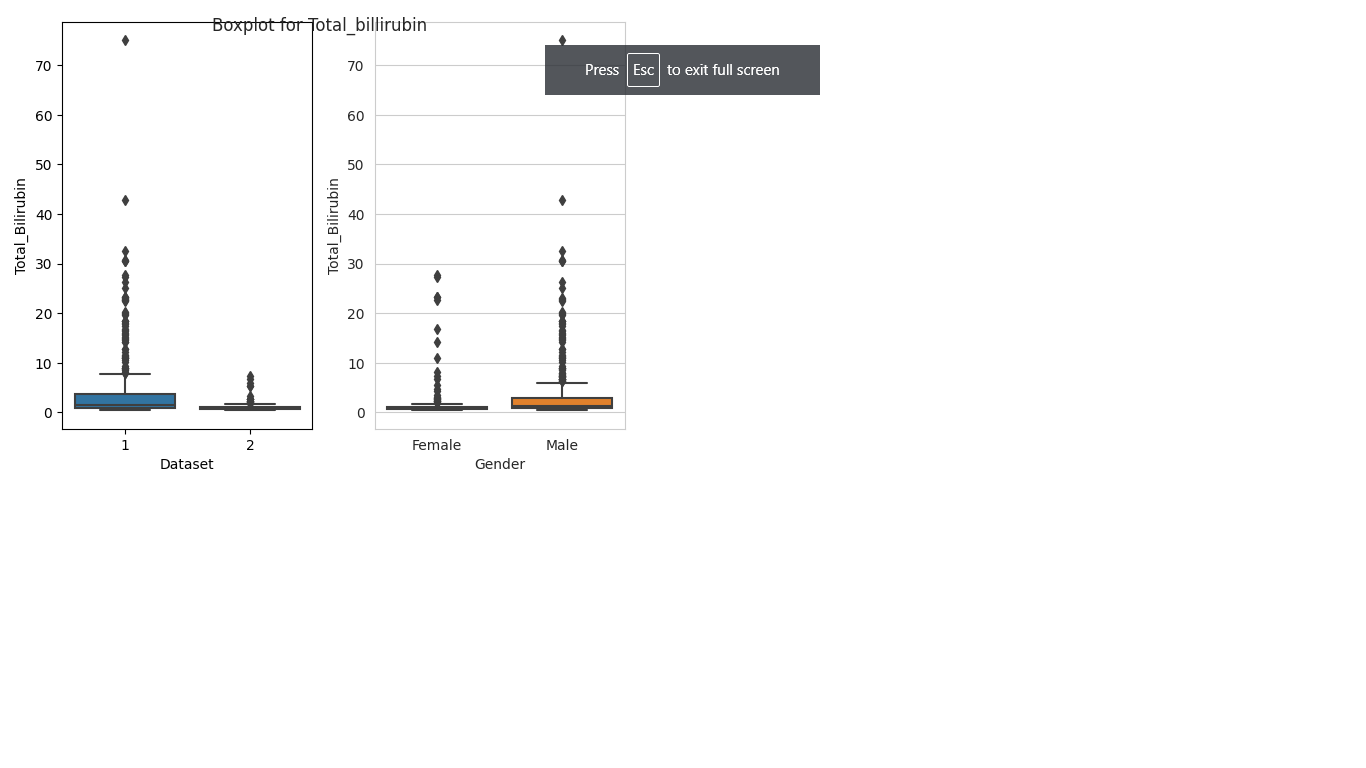 Boxplot for Total_billirubin
Press Esc to exit full screen
Total_Bilirubin
70
60
50
40
30
20
10
0
1
2
Dataset
Total_Bilirubin
70
60
50
40
30
20
10
0
Female
Male
Gender